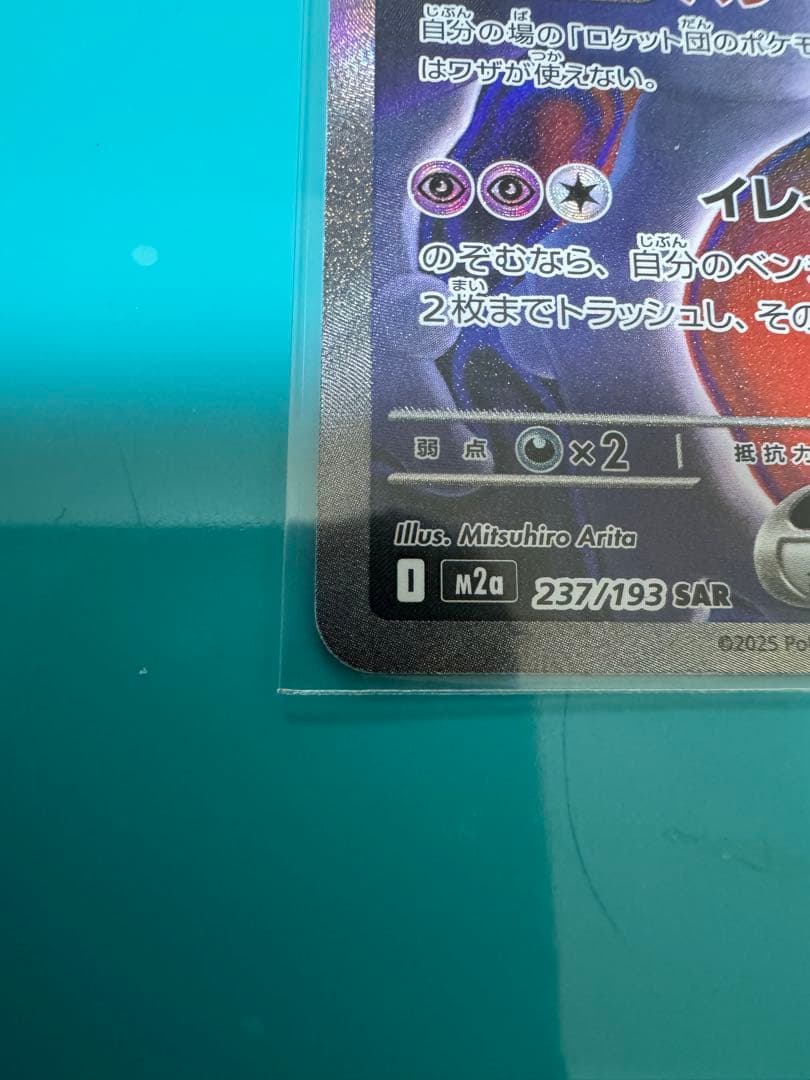 自分の場の「ロケット団のポケモ
はワザが使えない。
イレイ
のぞむなら、自分のベン
2枚までトラッシュし、その
弱点 ×2 抵抗力
Illus. Mitsuhiro Arita
I M2a 237/193 SAR
©2025 Po